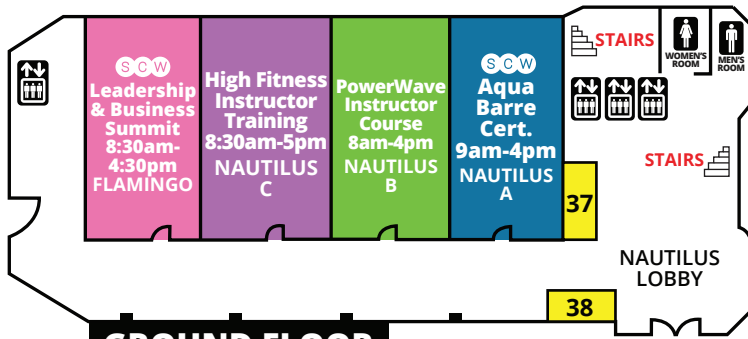 SCW
Leadership
& Business
Summit
8:30am-
4:30pm
FLAMINGO
High Fitness
Instructor
Training
8:30am-5pm
NAUTILUS
C
PowerWave
Instructor
Course
8am-4pm
NAUTILUS
B
SCW
Aqua
Barre
Cert.
9am-4pm
NAUTILUS
A
STAIRS
WOMEN'S
ROOM
MEN'S
ROOM
STAIRS
37
NAUTILUS
LOBBY
38
GROUND FLOOR